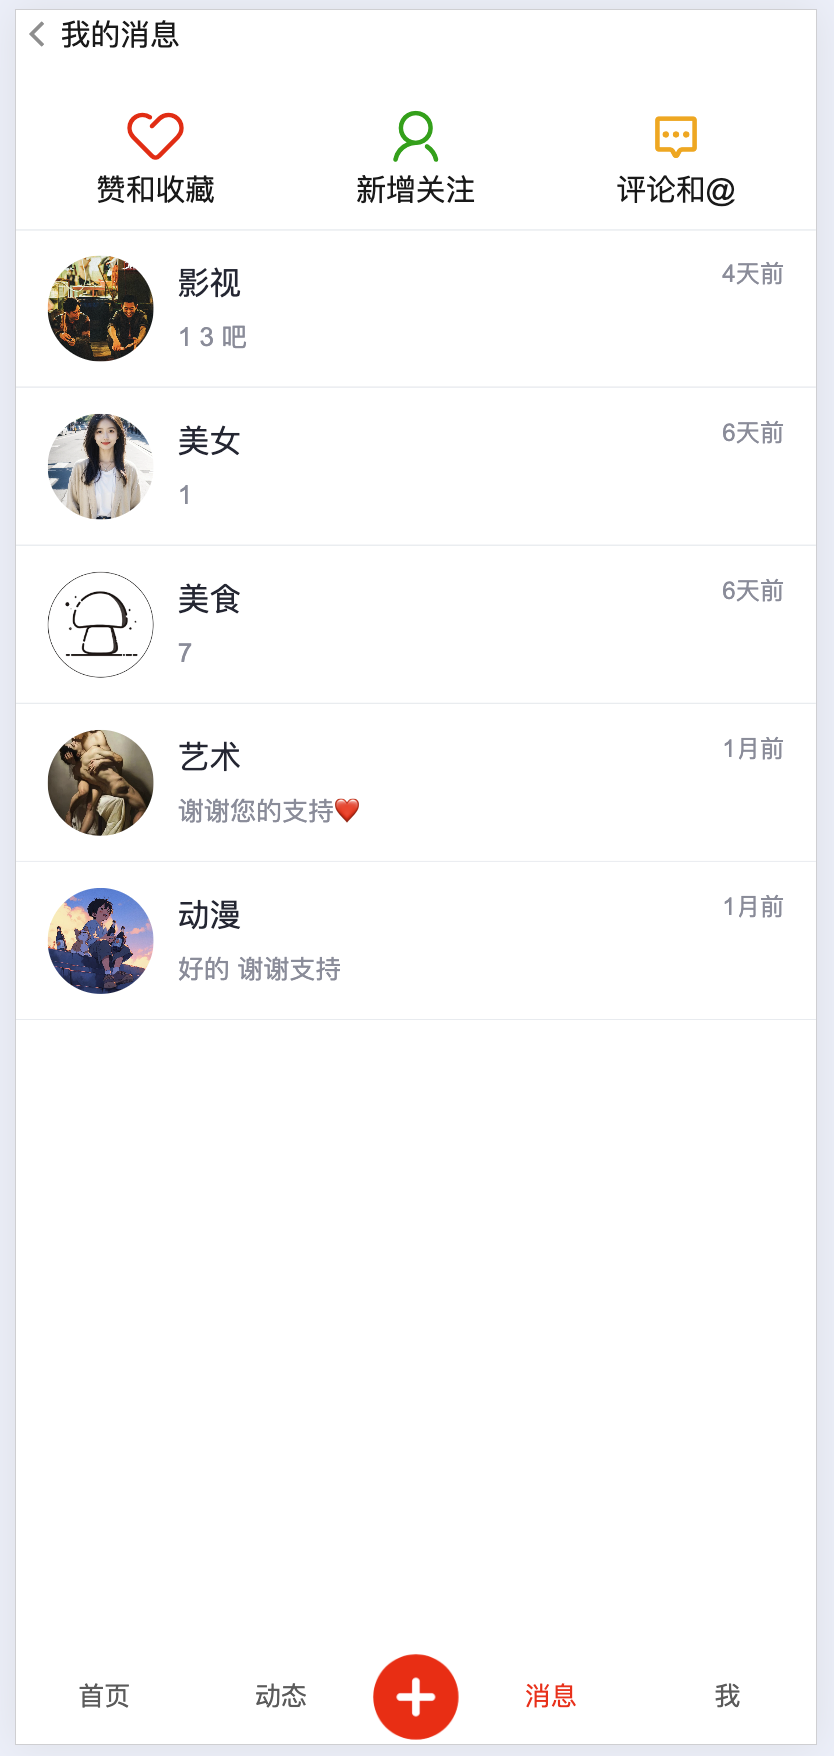 我的消息
赞和收藏 新增关注 评论和@
影视 4天前
1 3 吧
美女 6天前
1
美食 6天前
7
艺术 1月前
谢谢您的支持❤️
动漫 1月前
好的 谢谢支持
首页 动态 消息 我